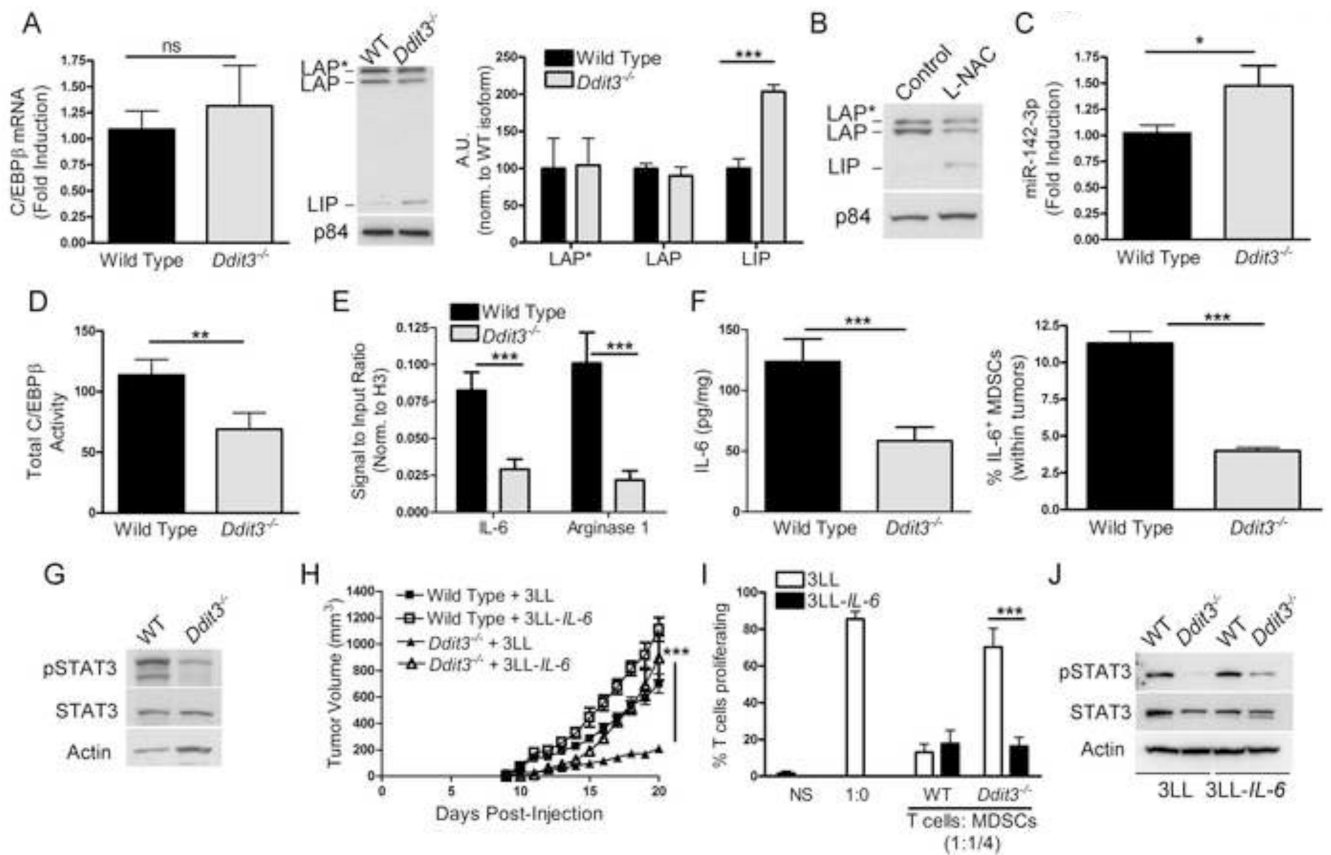 A
C/EBPβ mRNA
(Fold Induction)
1.75
1.50
1.25
1.00
0.75
0.50
0.25
0.00
ns
Wild Type
Ddit3-/-
WT
Ddit3-/-
LAP*
LAP
LIP
p84
A.U.
(norm. to WT isoform)
250
200
150
100
50
0
Wild Type
Ddit3-/-
***
LAP*
LAP
LIP
B
Control
L-NAC
LAP*
LAP
LIP
p84
C
miR-142-3p
(Fold Induction)
1.75
1.50
1.25
1.00
0.75
0.50
0.25
0.00
*
Wild Type
Ddit3-/-
D
Total C/EBPβ
Activity
150
100
50
0
**
Wild Type
Ddit3-/-
E
Signal to Input Ratio
(Norm. to H3)
0.125
0.100
0.075
0.050
0.025
0.000
Wild Type
Ddit3-/-
***
***
IL-6
Arginase 1
F
IL-6 (pg/mg)
150
100
50
0
***
Wild Type
Ddit3-/-
% IL-6+ MDSCs
(within tumors)
12.5
10.0
7.5
5.0
2.5
0.0
***
Wild Type
Ddit3-/-
G
WT
Ddit3-/-
pSTAT3
STAT3
Actin
H
Tumor Volume (mm3)
1400
1200
1000
800
600
400
200
0
Wild Type + 3LL
Wild Type + 3LL-IL-6
Ddit3-/- + 3LL
Ddit3-/- + 3LL-IL-6
***
0
5
10
15
20
Days Post-Injection
I
% T cells proliferating
100
80
60
40
20
0
3LL
3LL-IL-6
***
NS
1:0
WT
Ddit3-/-
T cells: MDSCs
(1:1/4)
J
WT
Ddit3-/-
WT
Ddit3-/-
pSTAT3
STAT3
Actin
3LL
3LL-IL-6